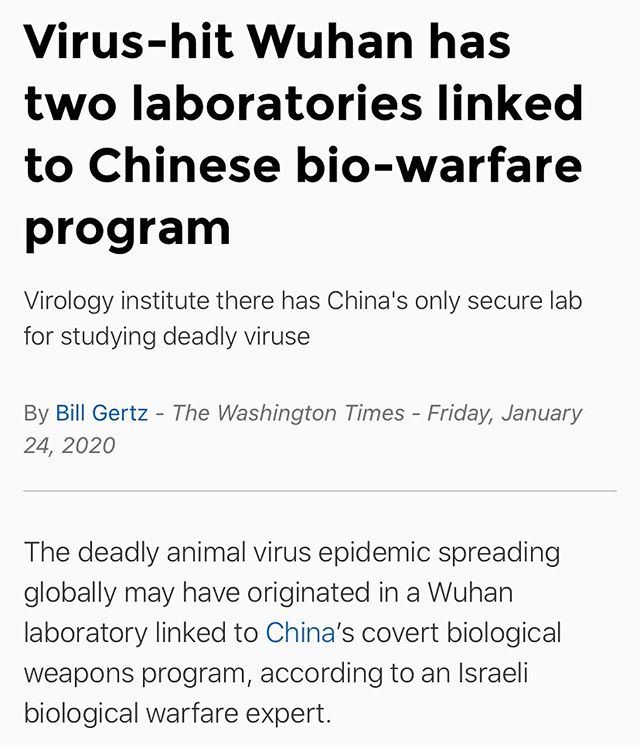 Virus-hit Wuhan has
two laboratories linked
to Chinese bio-warfare
program
Virology institute there has China's only secure lab
for studying deadly viruse
By Bill Gertz - The Washington Times - Friday, January
24, 2020
The deadly animal virus epidemic spreading
globally may have originated in a Wuhan
laboratory linked to China’s covert biological
weapons program, according to an Israeli
biological warfare expert.